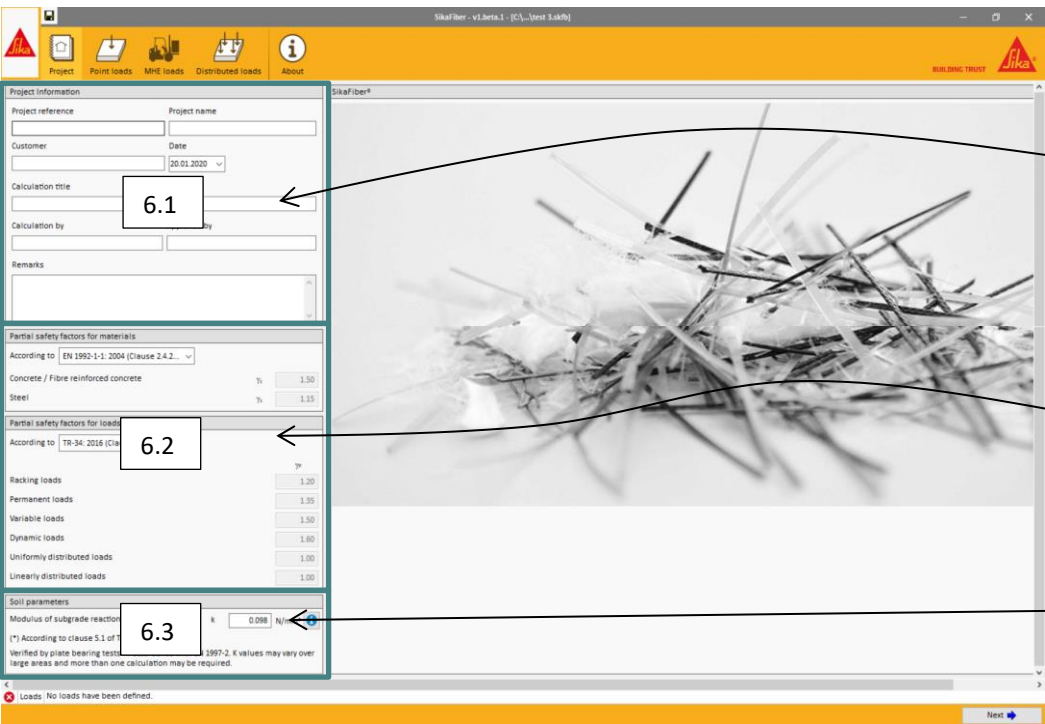 SikaFiber - v1.beta.1 - [C:\...\test 3.skfb]
Sika
Project Point loads MHE loads Distributed loads About
BUILDING TRUST Sika
Project Information
SikaFiber®
Project reference Project name
Customer Date
20.01.2020
Calculation title
6.1
Calculation by by
Remarks
Partial safety factors for materials
According to EN 1992-1-1: 2004 (Clause 2.4.2...
Concrete / Fibre reinforced concrete γc 1.50
Steel γs 1.15
Partial safety factors for loads
According to TR-34: 2016 (Cla
6.2
γF
Racking loads 1.20
Permanent loads 1.35
Variable loads 1.50
Dynamic loads 1.60
Uniformly distributed loads 1.00
Linearly distributed loads 1.00
Soil parameters
Modulus of subgrade reaction k 0.098
6.3
(*) According to clause 5.1 of T
Verified by plate bearing tests 1997-2. K values may vary over
large areas and more than one calculation may be required.
Loads No loads have been defined.
Next